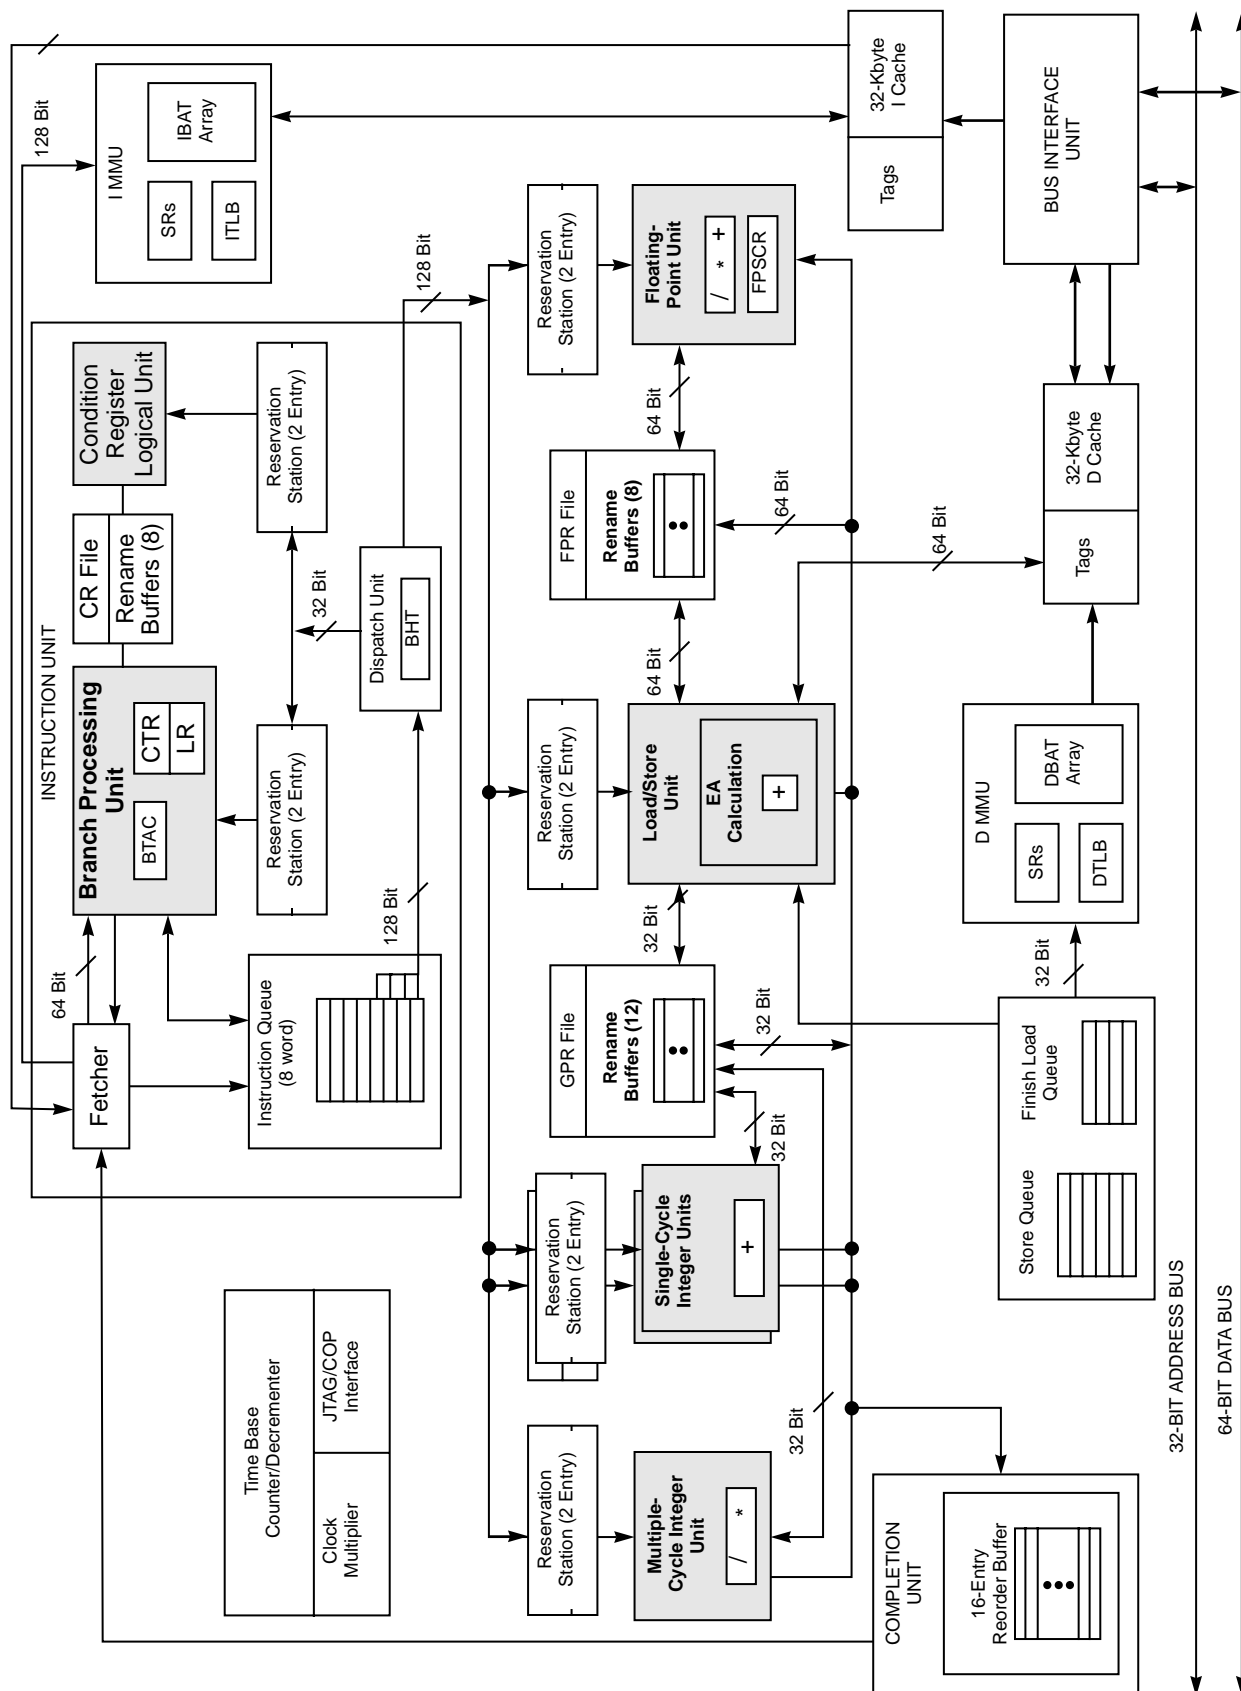 INSTRUCTION UNIT
Fetcher
64 Bit
Branch Processing
Unit
BTAC
CTR
LR
CR File
Rename
Buffers (8)
Condition
Register
Logical Unit
128 Bit
I MMU
SRs
ITLB
IBAT
Array
Instruction Queue
(8 word)
128 Bit
Reservation
Station (2 Entry)
32 Bit
Reservation
Station (2 Entry)
Dispatch Unit
BHT
128 Bit
Time Base
Counter/Decrementer
Clock
Multiplier
JTAG/COP
Interface
Reservation
Station (2 Entry)
Reservation
Station (2 Entry)
Reservation
Station (2 Entry)
Reservation
Station (2 Entry)
Multiple-
Cycle Integer
Unit
/ *
Single-Cycle
Integer Units
+
32 Bit
32 Bit
32 Bit
GPR File
Rename
Buffers (12)
32 Bit
Load/Store
Unit
EA
Calculation
+
64 Bit
FPR File
Rename
Buffers (8)
64 Bit
64 Bit
Floating-
Point Unit
/ * +
FPSCR
Tags
32-Kbyte
I Cache
COMPLETION
UNIT
16-Entry
Reorder Buffer
Store Queue
Finish Load
Queue
32 Bit
D MMU
SRs
DTLB
DBAT
Array
64 Bit
Tags
32-Kbyte
D Cache
BUS INTERFACE
UNIT
32-BIT ADDRESS BUS
64-BIT DATA BUS